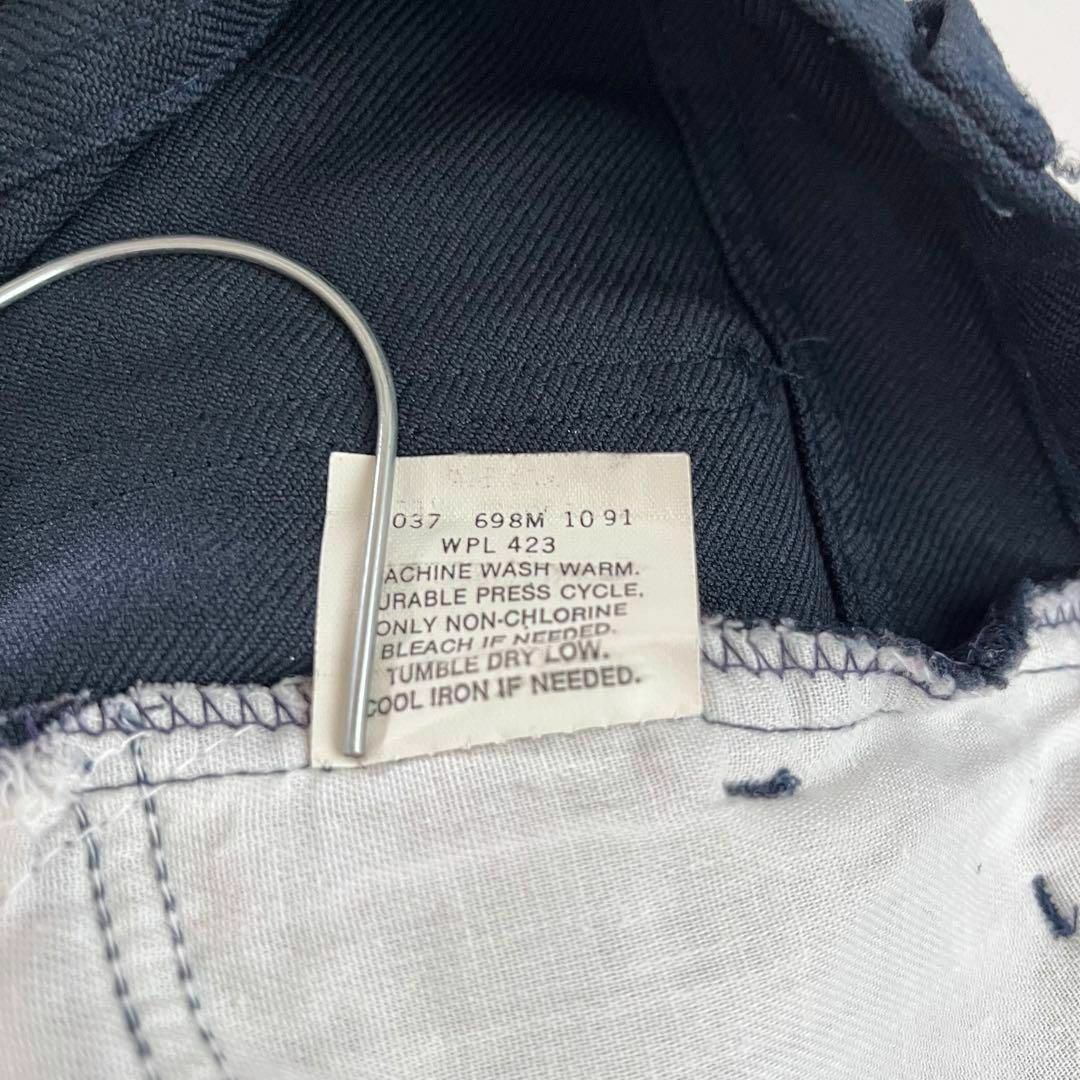 037 698M 10 91
WPL 423
ACHINE WASH WARM.
URABLE PRESS CYCLE,
ONLY NON-CHLORINE
BLEACH IF NEEDED.
TUMBLE DRY LOW.
COOL IRON IF NEEDED.